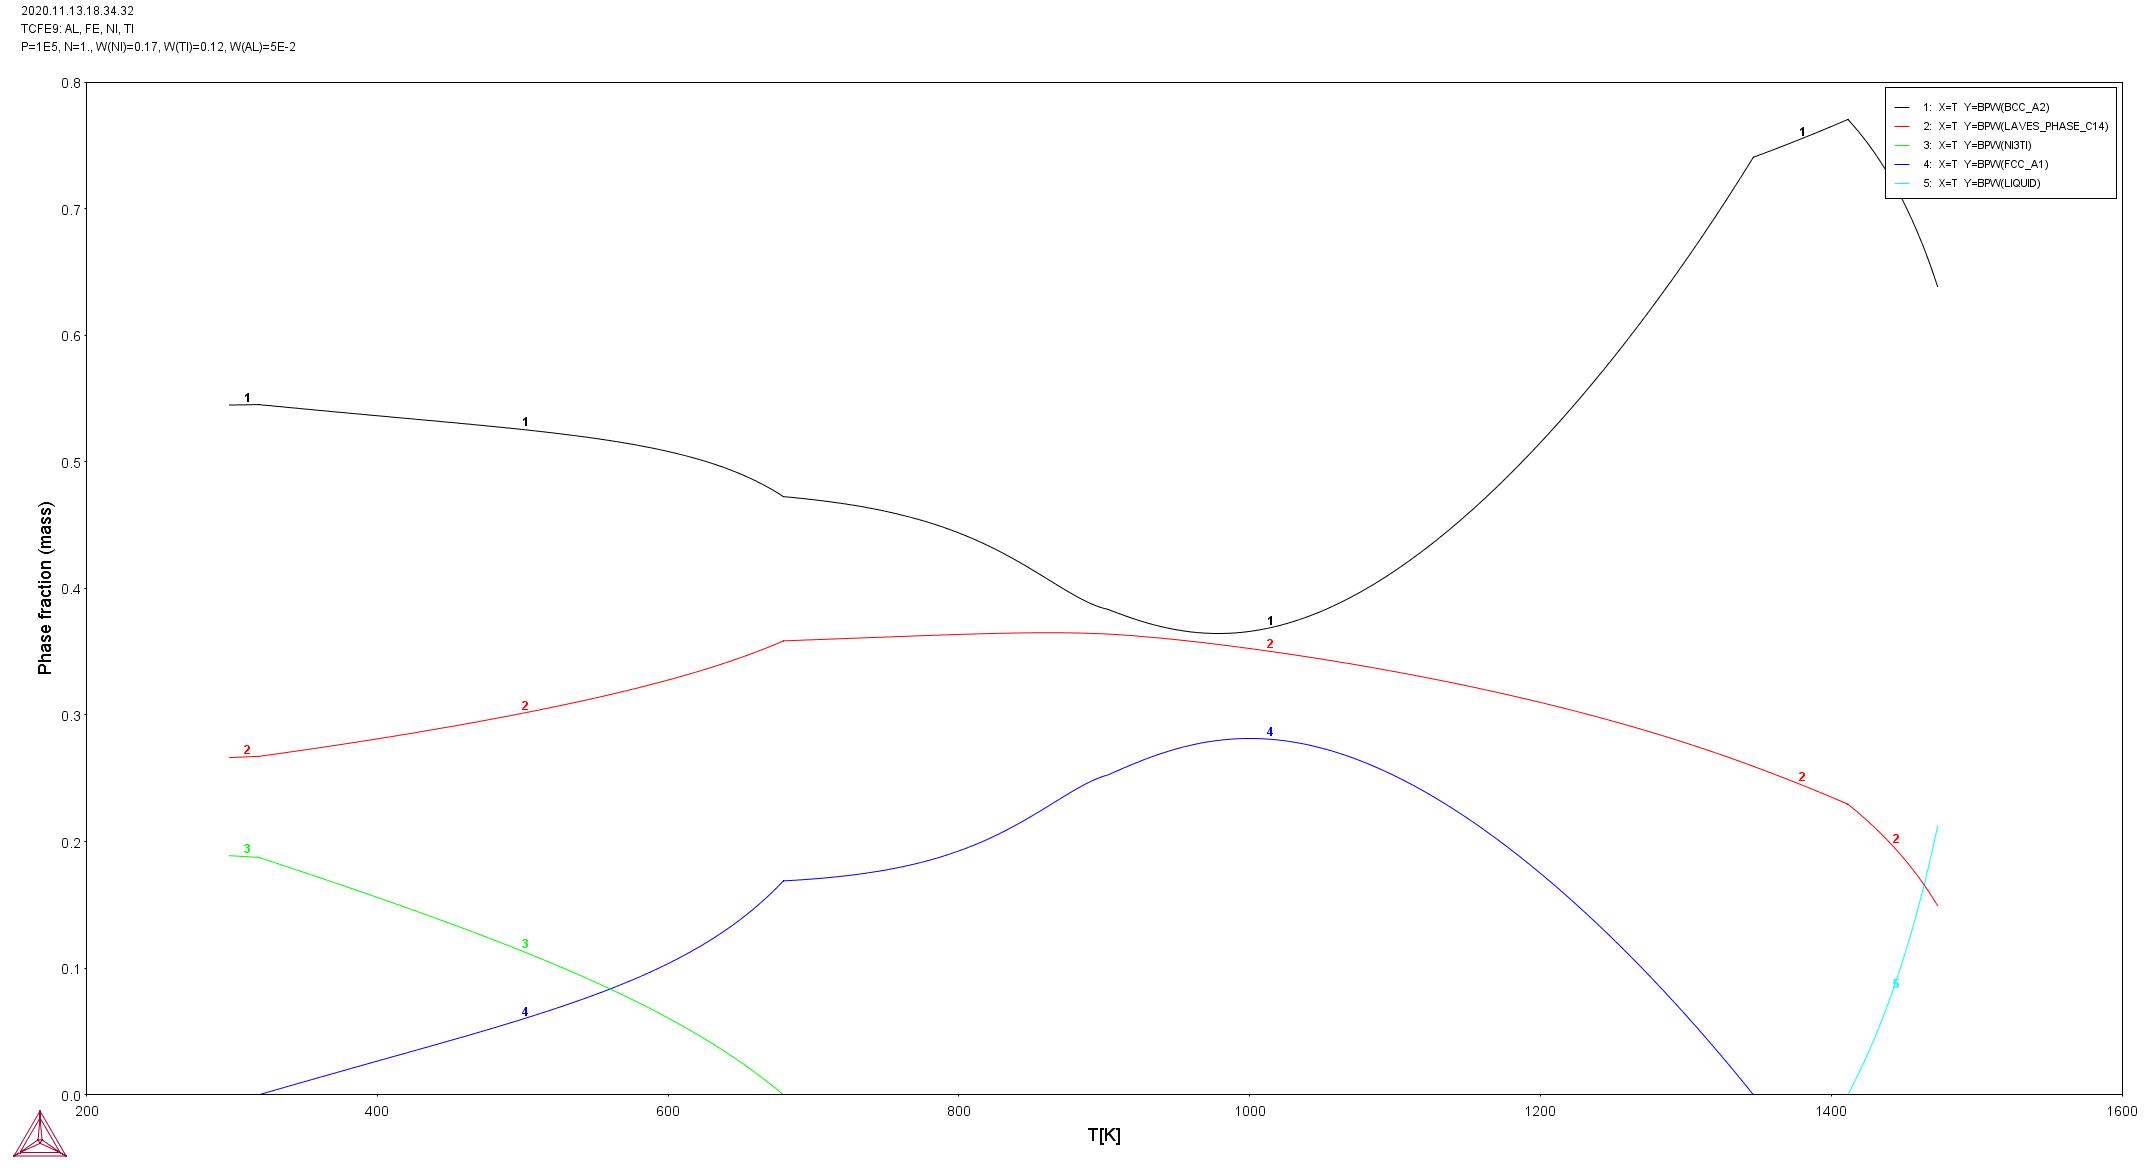 2020.11.13.18.34.32
TCFE9: AL, FE, NI, TI
P=1E5, N=1., W(NI)=0.17, W(TI)=0.12, W(AL)=5E-2
0.8
0.7
0.6
0.5
0.4
0.3
0.2
0.1
0.0
Phase fraction (mass)
1: X=T Y=BPW(BCC_A2)
2: X=T Y=BPW(LAVES_PHASE_C14)
3: X=T Y=BPW(NI3TI)
4: X=T Y=BPW(FCC_A1)
5: X=T Y=BPW(LIQUID)
1
1
1
1
2
2
2
2
2
3
3
4
4
5
200 400 600 800 1000 1200 1400 1600
T[K]